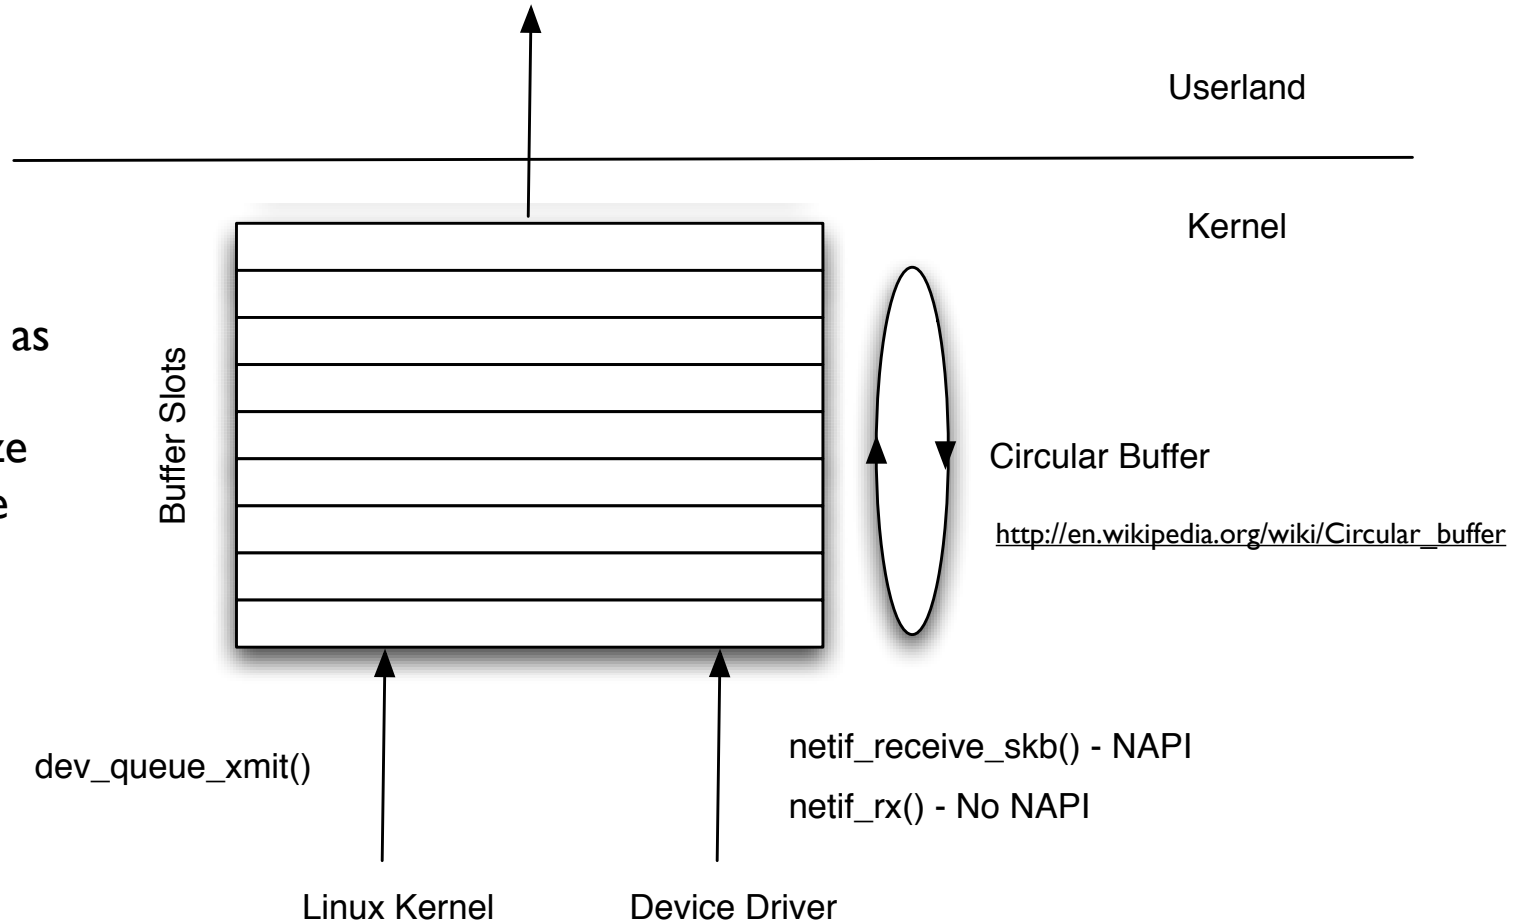 Userland
Kernel
as
ze
e
Buffer Slots
Circular Buffer
http://en.wikipedia.org/wiki/Circular_buffer
dev_queue_xmit()
netif_receive_skb() - NAPI
netif_rx() - No NAPI
Linux Kernel
Device Driver